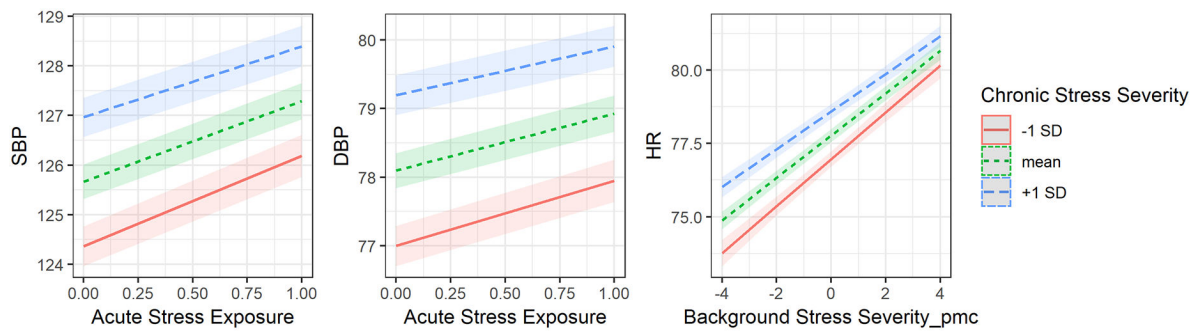 SBP
129
128
127
126
125
124
0.00 0.25 0.50 0.75 1.00
Acute Stress Exposure
DBP
80
79
78
77
0.00 0.25 0.50 0.75 1.00
Acute Stress Exposure
HR
80.0
77.5
75.0
-4 -2 0 2 4
Background Stress Severity_pmc
Chronic Stress Severity
-1 SD
mean
+1 SD